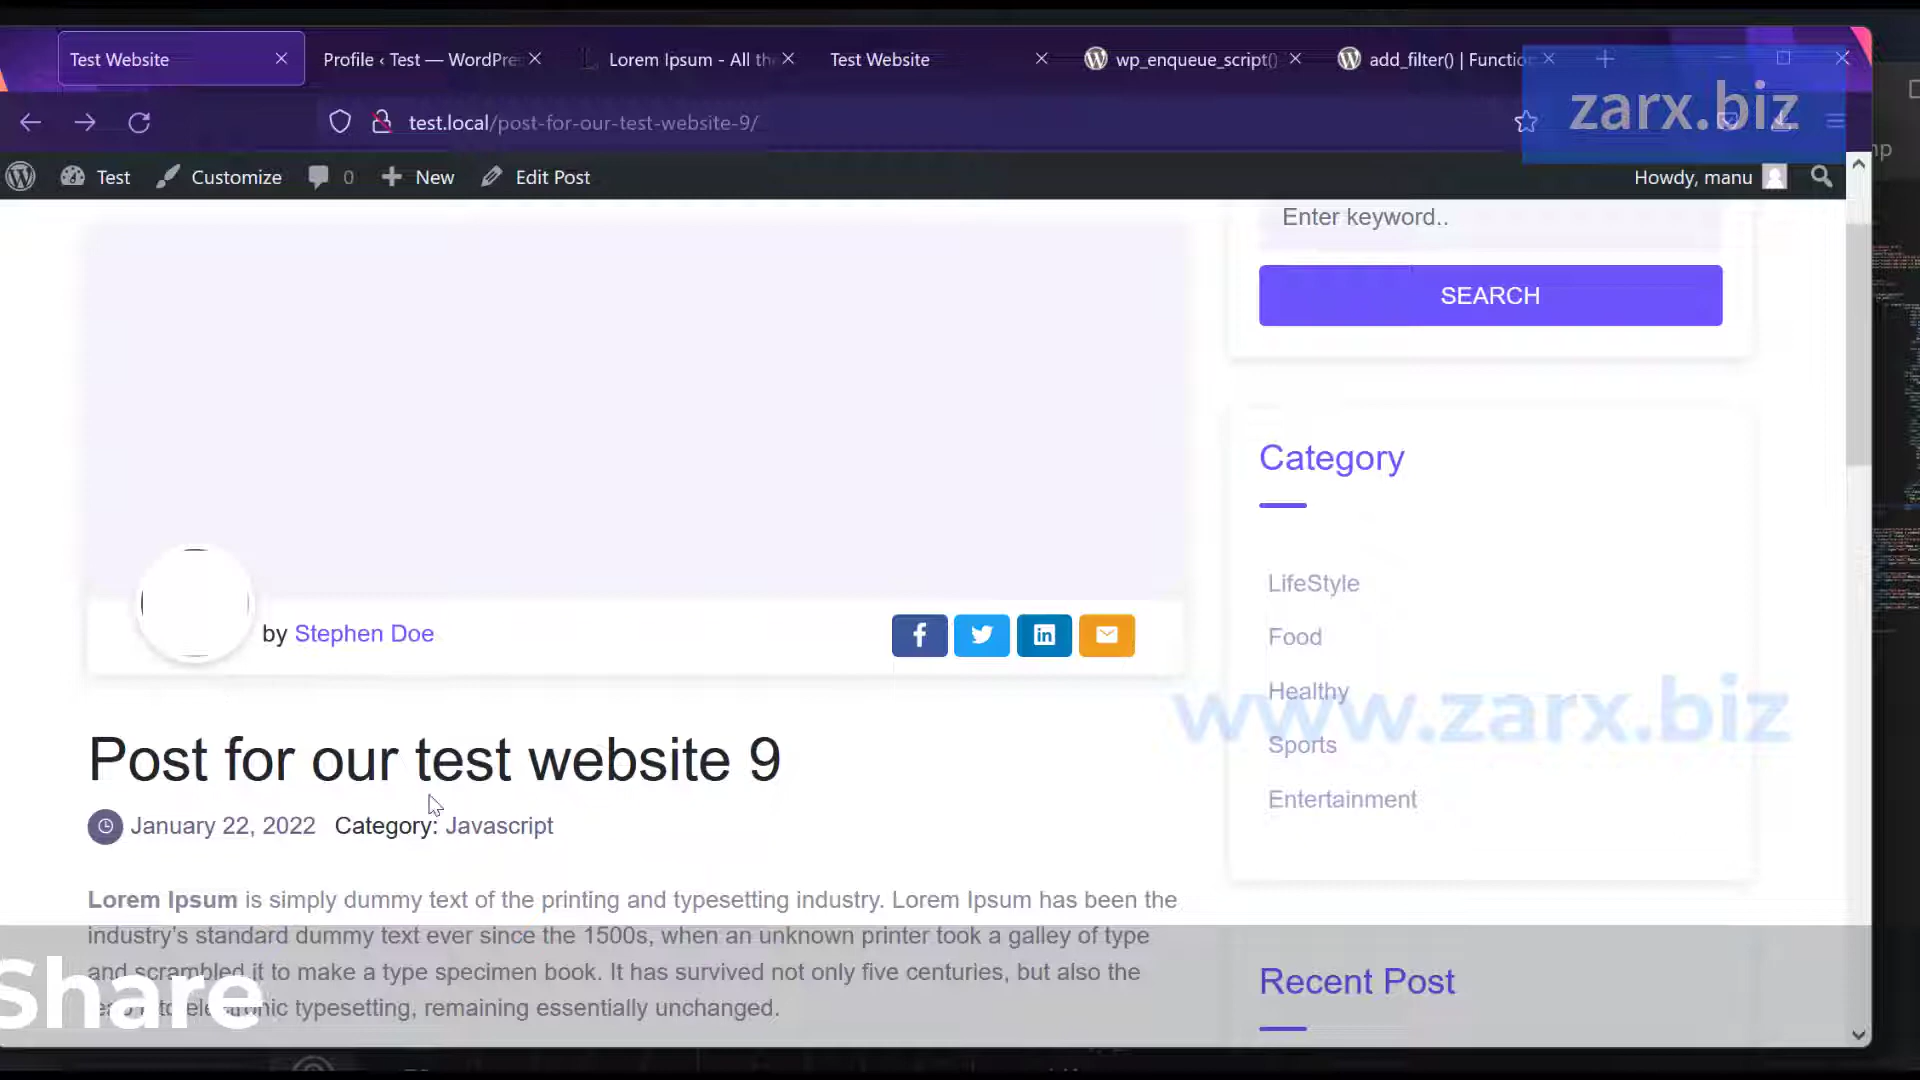 Test Website
Profile ‹ Test — WordPre
Lorem Ipsum - All th
Test Website
wp_enqueue_script()
add_filter() | Functio
zarx.biz
test.local/post-for-our-test-website-9/
Test
Customize
0
New
Edit Post
Howdy, manu
Enter keyword..
SEARCH
Category
LifeStyle
Food
Healthy
Sports
Entertainment
www.zarx.biz
by Stephen Doe
Post for our test website 9
January 22, 2022 Category: Javascript
Lorem Ipsum is simply dummy text of the printing and typesetting industry. Lorem Ipsum has been the
industry's standard dummy text ever since the 1500s, when an unknown printer took a galley of type
and scrambled it to make a type specimen book. It has survived not only five centuries, but also the
typesetting, remaining essentially unchanged.
Share
Recent Post